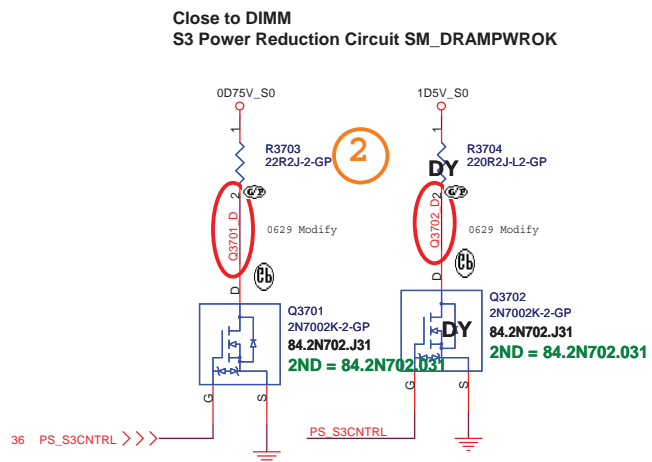 Close to DIMM
S3 Power Reduction Circuit SM_DRAMPWROK
0D75V_S0
1D5V_S0
1
R3703
22R2J-2-GP
2
1
R3704
220R2J-L2-GP
DY
2
G/P
2
G/P
Q3701_D
0629 Modify
Q3702_D
0629 Modify
D
D
Q3701
2N7002K-2-GP
84.2N702.J31
2ND = 84.2N702.031
Q3702
2N7002K-2-GP
DY
84.2N702.J31
2ND = 84.2N702.031
G
S
G
S
36 PS_S3CNTRL
PS_S3CNTRL